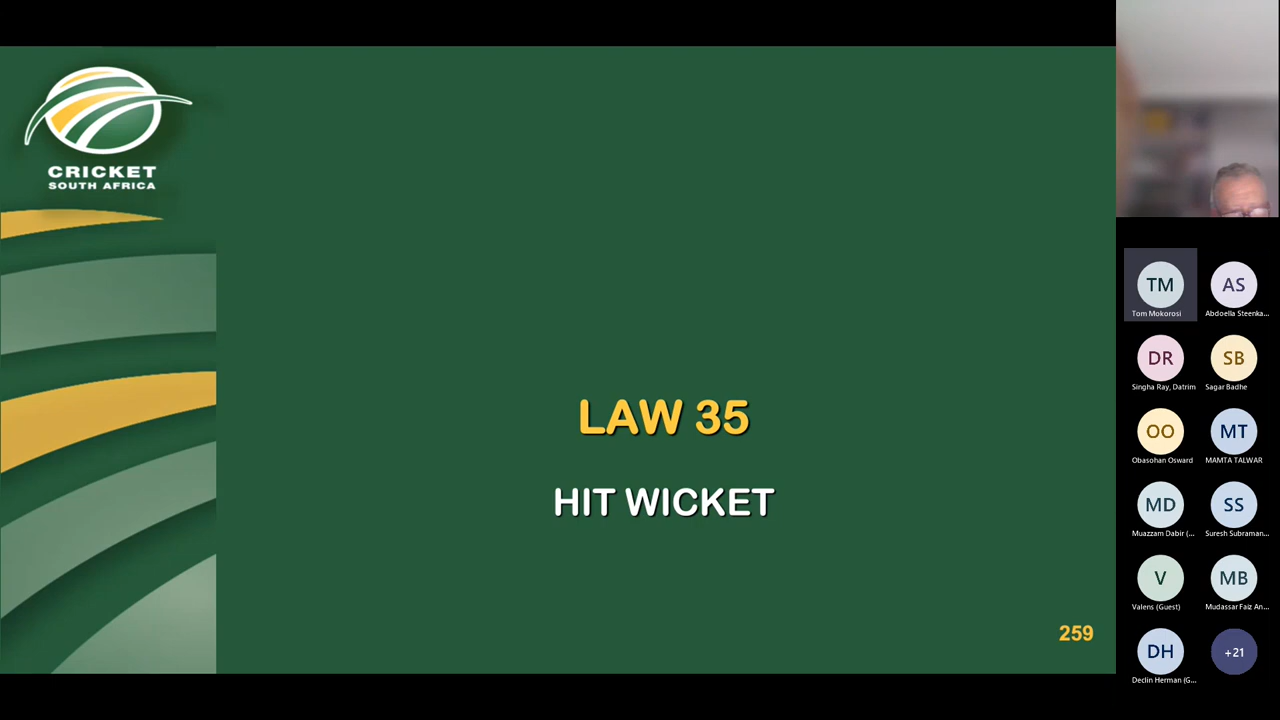 CRICKET
SOUTH AFRICA
LAW 35
HIT WICKET
259
TM
Tom Mokorosi
AS
Abdoella Steenka...
DR
Singha Ray, Datrim
SB
Sagar Badhe
OO
Obasohan Osward
MT
MAMTA TALWAR
MD
Muazzam Dabir (...
SS
Suresh Subraman...
V
Valens (Guest)
MB
Mudassar Faiz An...
DH
Declin Herman (G...
+21